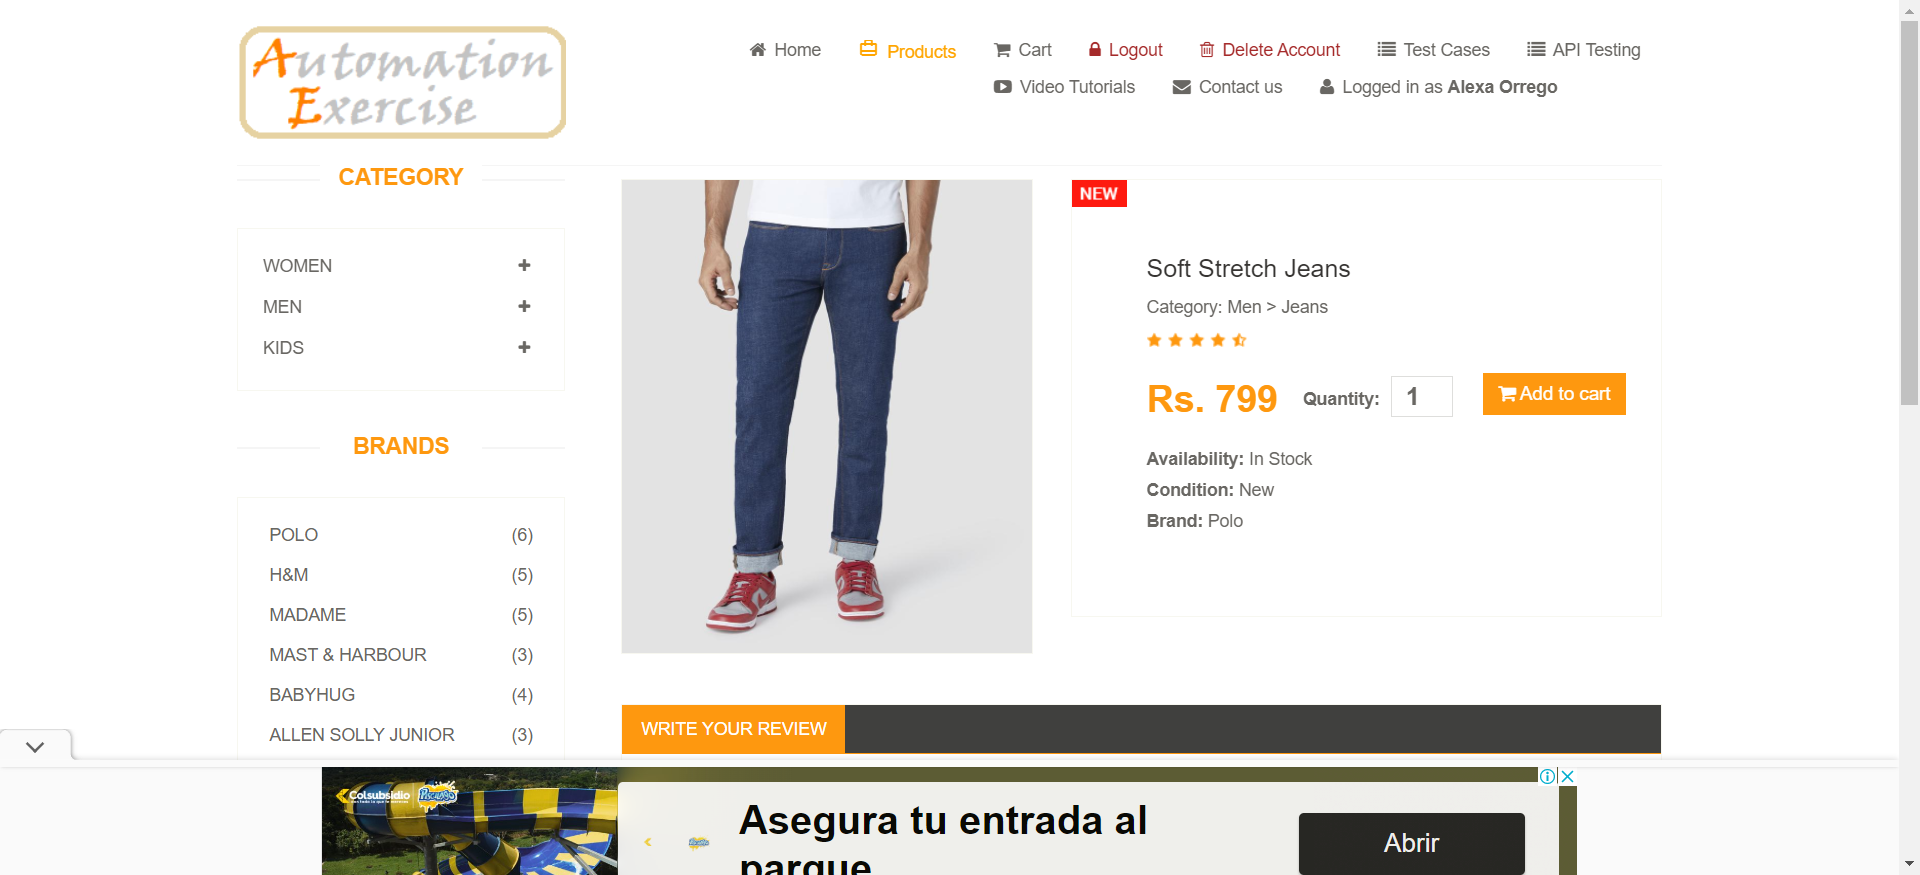 Automation
Exercise
Home
Products
Cart
Logout
Delete Account
Test Cases
API Testing
Video Tutorials
Contact us
Logged in as Alexa Orrego
CATEGORY
WOMEN
MEN
KIDS
BRANDS
POLO (6)
H&M (5)
MADAME (5)
MAST & HARBOUR (3)
BABYHUG (4)
ALLEN SOLLY JUNIOR (3)
NEW
Soft Stretch Jeans
Category: Men > Jeans
Rs. 799
Quantity: 1
Add to cart
Availability: In Stock
Condition: New
Brand: Polo
WRITE YOUR REVIEW
Colsubsidio
Asegura tu entrada al
parque
Abrir